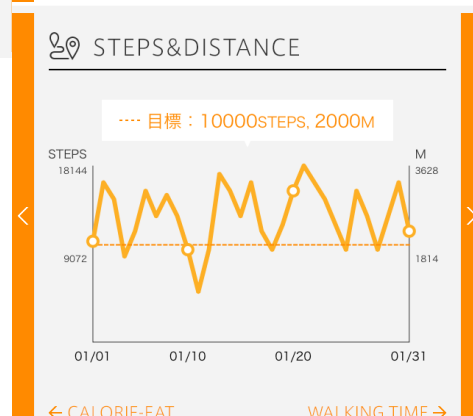 STEPS&DISTANCE
---- 目標：10000STEPS, 2000M
STEPS
M
18144
3628
9072
1814
01/01 01/10 01/20 01/31
← CALORIE-EAT
WALKING TIME →